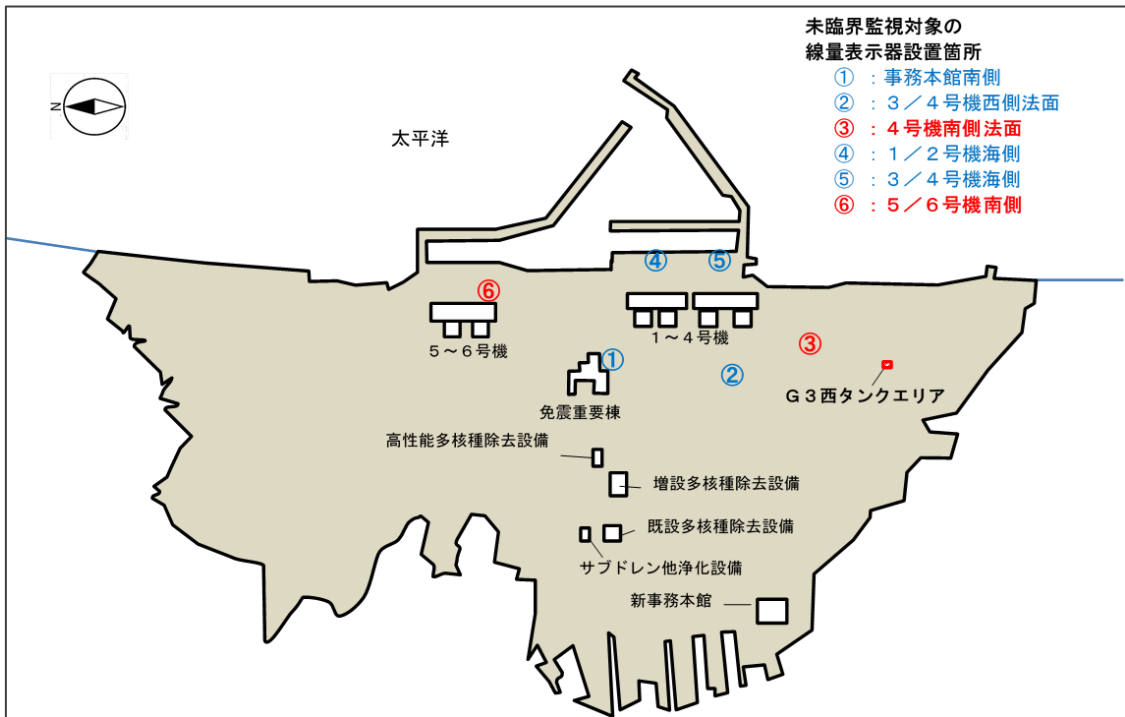 未臨界監視対象の
線量表示器設置箇所
①：事務本館南側
②：３／４号機西側法面
③：４号機南側法面
④：１／２号機海側
⑤：３／４号機海側
⑥：５／６号機南側
N
太平洋
④
⑤
⑥
５～６号機
１～４号機
③
①
②
G３西タンクエリア
免震重要棟
高性能多核種除去設備
増設多核種除去設備
既設多核種除去設備
サブドレン他浄化設備
新事務本館